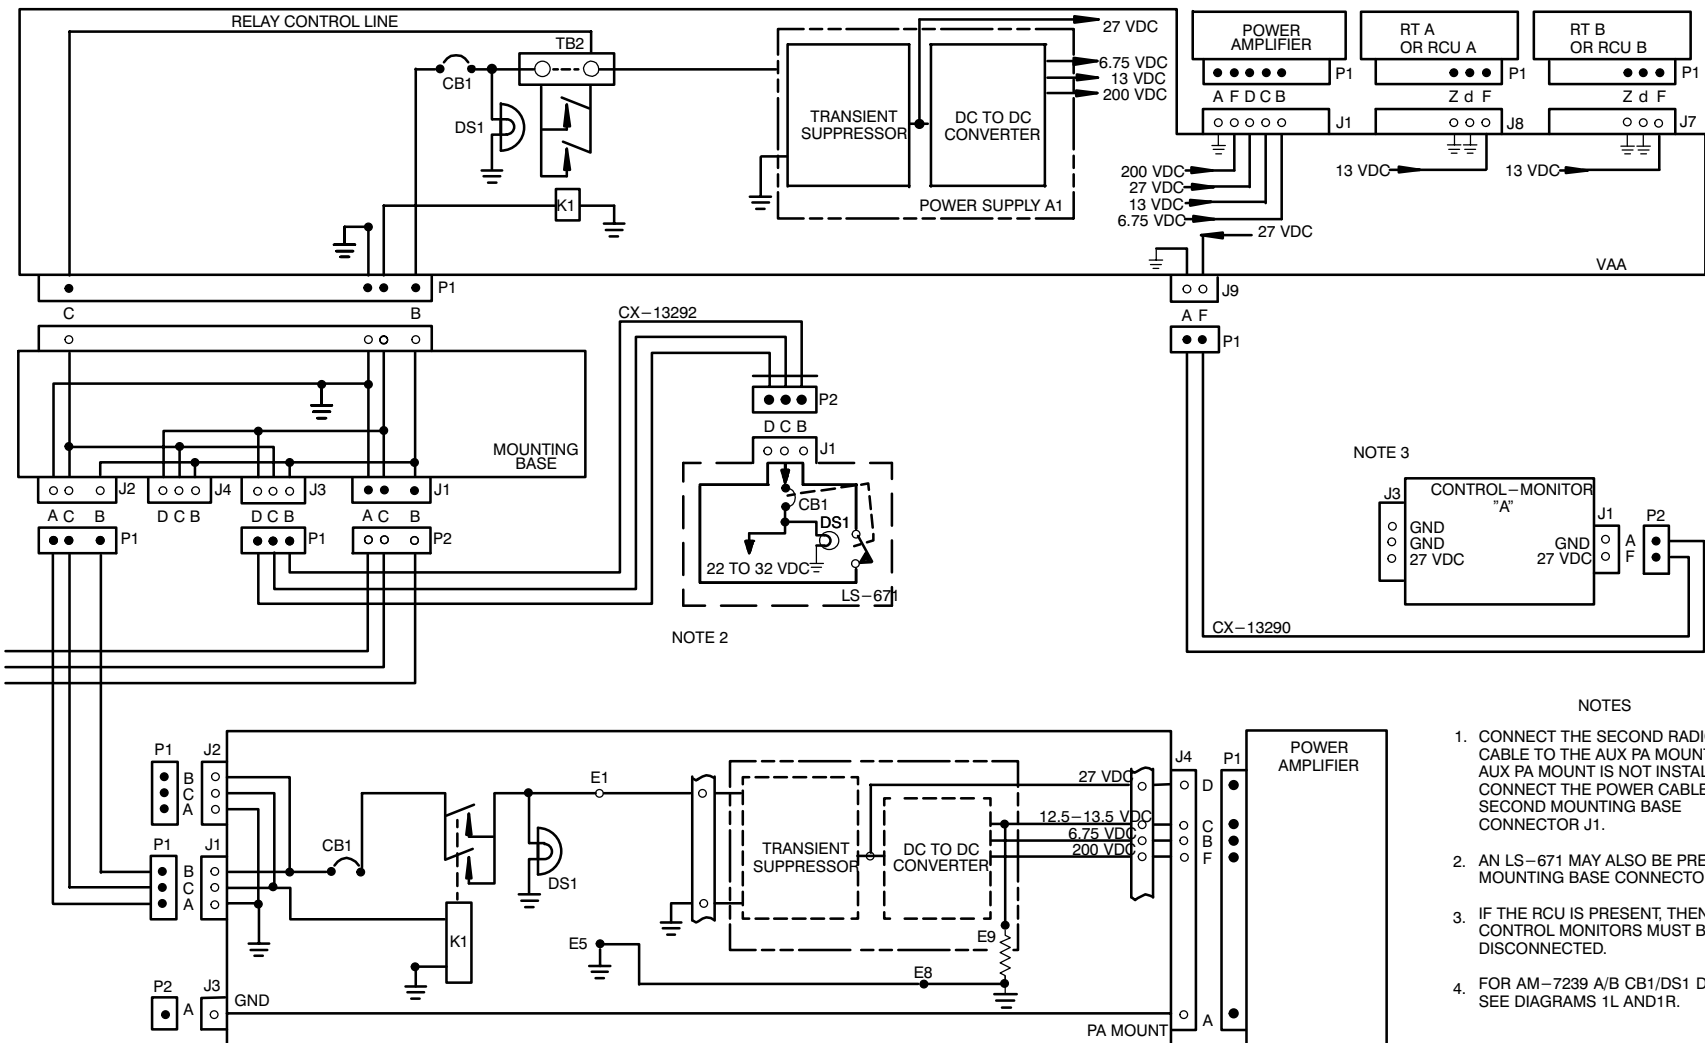 RELAY CONTROL LINE
TB2
CB1
DS1
K1
27 VDC
6.75 VDC
13 VDC
200 VDC
TRANSIENT
SUPPRESSOR
DC TO DC
CONVERTER
POWER SUPPLY A1
POWER
AMPLIFIER
P1
A F D C B
J1
RT A
OR RCU A
P1
Z d F
J8
RT B
OR RCU B
P1
Z d F
J7
200 VDC
27 VDC
13 VDC
6.75 VDC
13 VDC
13 VDC
27 VDC
VAA
P1
C
B
J9
A F
P1
CX-13292
P2
D C B
J1
CB1
DS1
22 TO 32 VDC
LS-671
NOTE 2
MOUNTING
BASE
J2
J4
J3
J1
A C B
D C B
D C B
A C B
P1
P1
P2
NOTE 3
CONTROL-MONITOR
"A"
J3
GND
GND
27 VDC
J1
GND
27 VDC
A
F
P2
CX-13290
P1
J2
B
C
A
P1
J1
B
C
A
P2
J3
A
GND
CB1
K1
E1
DS1
TRANSIENT
SUPPRESSOR
DC TO DC
CONVERTER
27 VDC
12.5-13.5 VDC
6.75 VDC
200 VDC
E5
E8
E9
PA MOUNT
J4
D
C
B
F
A
P1
POWER
AMPLIFIER
NOTES
1. CONNECT THE SECOND RADI
CABLE TO THE AUX PA MOUNT
AUX PA MOUNT IS NOT INSTAL
CONNECT THE POWER CABLE
SECOND MOUNTING BASE
CONNECTOR J1.
2. AN LS-671 MAY ALSO BE PRE
MOUNTING BASE CONNECTO
3. IF THE RCU IS PRESENT, THEN
CONTROL MONITORS MUST B
DISCONNECTED.
4. FOR AM-7239 A/B CB1/DS1 D
SEE DIAGRAMS 1L AND1R.